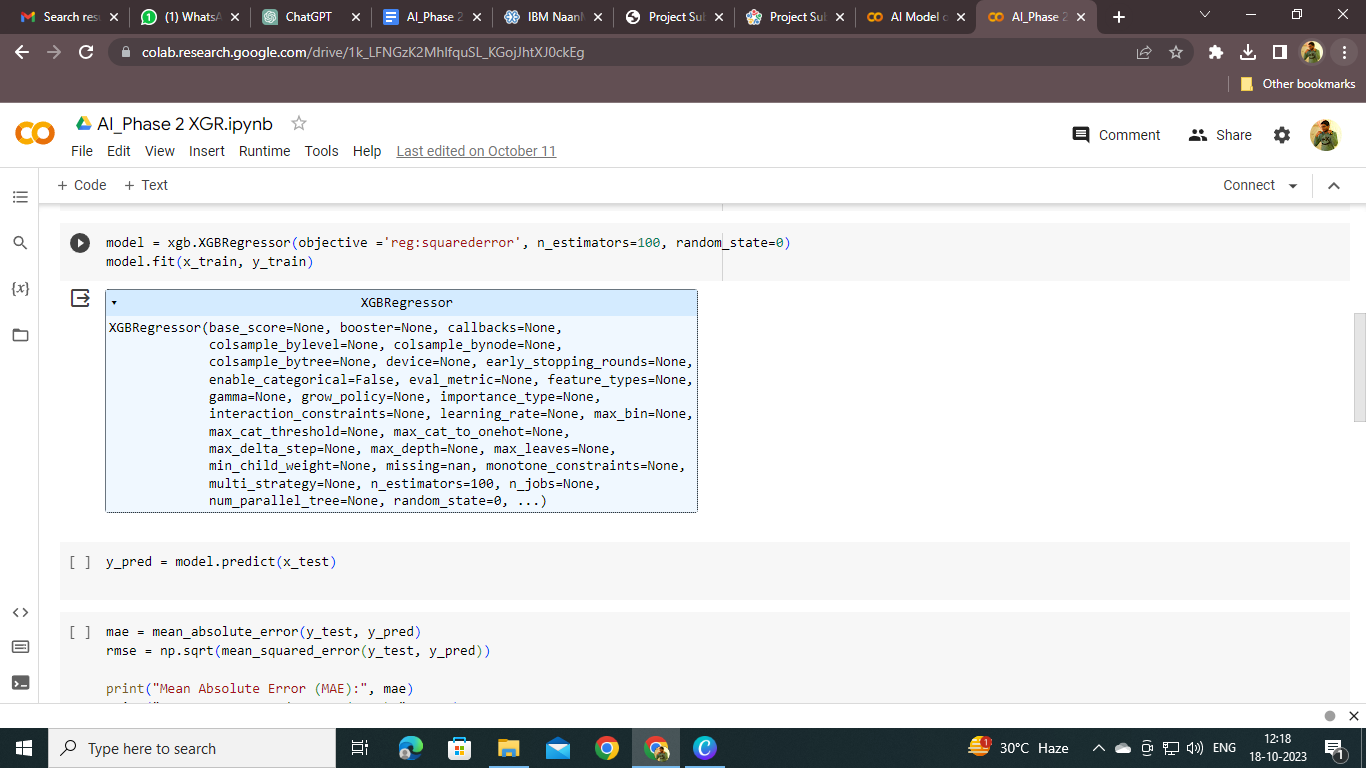 Search res
(1) WhatsA
ChatGPT
AI_Phase 2
IBM NaanM
Project Sub
Project Sub
AI Model d
AI_Phase 2
colab.research.google.com/drive/1k_LFNGzK2MhIfquSL_KGojJhtXJ0ckEg
Other bookmarks
AI_Phase 2 XGR.ipynb
File Edit View Insert Runtime Tools Help Last edited on October 11
Comment
Share
+ Code + Text
Connect
model = xgb.XGBRegressor(objective ='reg:squarederror', n_estimators=100, random_state=0)
model.fit(x_train, y_train)
{x}
XGBRegressor
XGBRegressor(base_score=None, booster=None, callbacks=None,
colsample_bylevel=None, colsample_bynode=None,
colsample_bytree=None, device=None, early_stopping_rounds=None,
enable_categorical=False, eval_metric=None, feature_types=None,
gamma=None, grow_policy=None, importance_type=None,
interaction_constraints=None, learning_rate=None, max_bin=None,
max_cat_threshold=None, max_cat_to_onehot=None,
max_delta_step=None, max_depth=None, max_leaves=None,
min_child_weight=None, missing=nan, monotone_constraints=None,
multi_strategy=None, n_estimators=100, n_jobs=None,
num_parallel_tree=None, random_state=0, ...)
[ ] y_pred = model.predict(x_test)
[ ] mae = mean_absolute_error(y_test, y_pred)
rmse = np.sqrt(mean_squared_error(y_test, y_pred))
print("Mean Absolute Error (MAE):", mae)
Type here to search
1
30°C Haze
ENG
12:18
18-10-2023
1